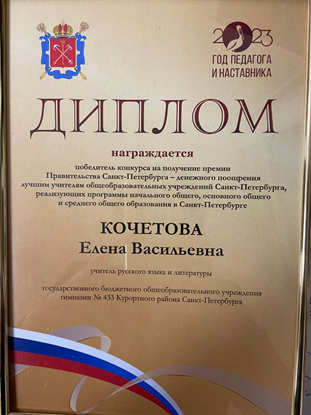 2023
ГОД ПЕДАГОГА
И НАСТАВНИКА
ДИПЛОМ
награждается
победитель конкурса на получение премии
Правительства Санкт-Петербурга – денежного поощрения
лучшим учителям общеобразовательных учреждений Санкт-Петербурга,
реализующих программы начального общего, основного общего
и среднего общего образования в Санкт-Петербурге
КОЧЕТОВА
Елена Васильевна
учитель русского языка и литературы
государственного бюджетного общеобразовательного учреждения
гимназии № 433 Курортного района Санкт-Петербурга